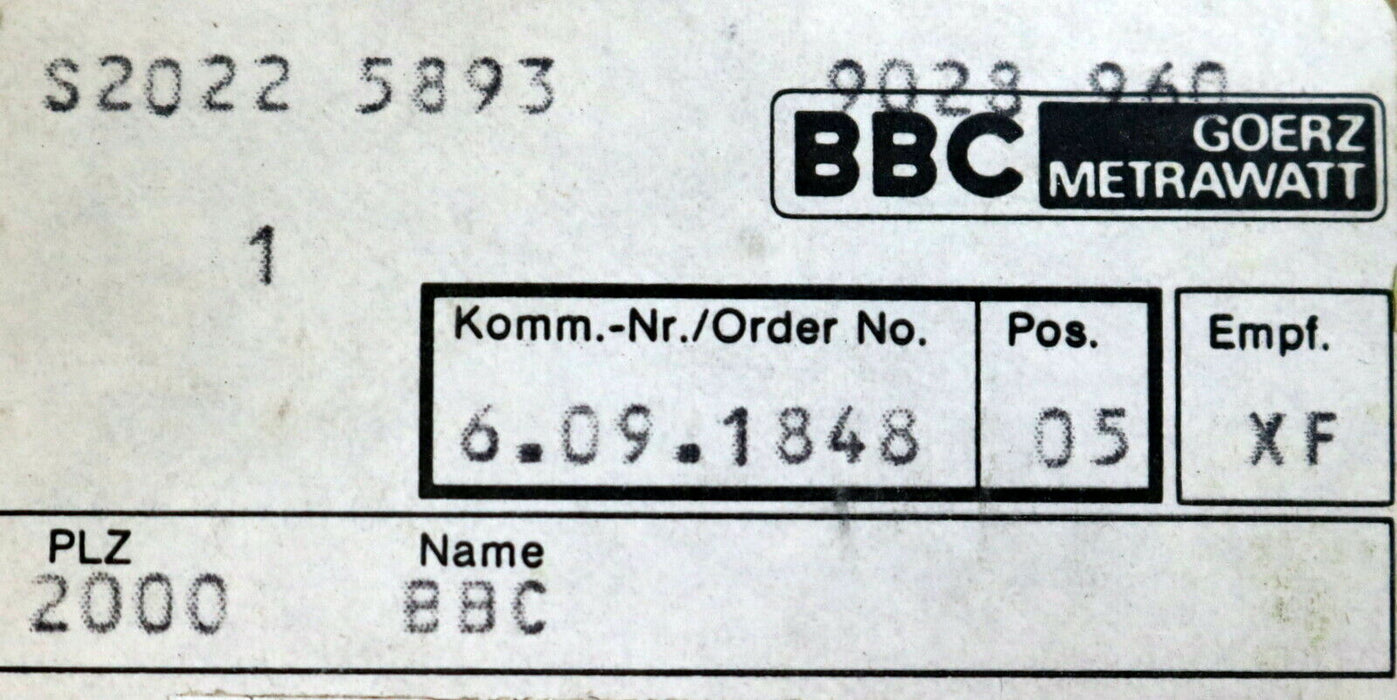 S2022 5893 9028 960
BBC GOERZ METRAWATT
1
Komm.-Nr./Order No. Pos. Empf.
6.09.1848 05 XF
PLZ Name
2000 BBC